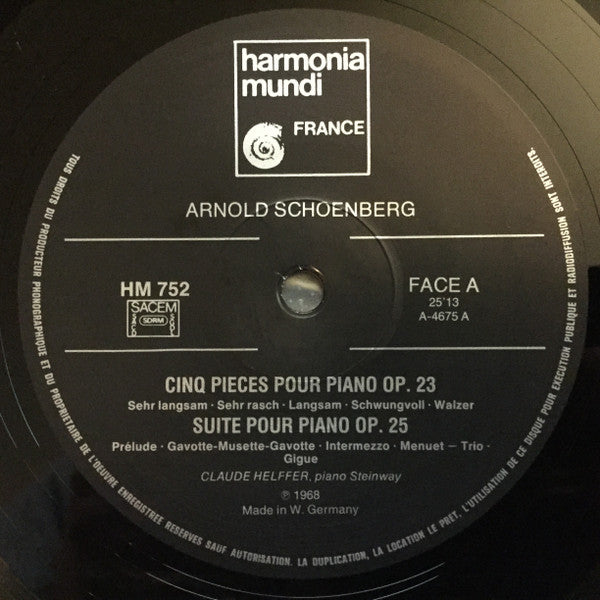 harmonia
mundi
FRANCE
ARNOLD SCHOENBERG
HM 752
SACEM
SDRM
FACE A
25'13
A-4675 A
CINQ PIECES POUR PIANO OP. 23
Sehr langsam · Sehr rasch · Langsam · Schwungvoll · Walzer
SUITE POUR PIANO OP. 25
Prélude · Gavotte-Musette-Gavotte · Intermezzo · Menuet – Trio ·
Gigue
CLAUDE HELFFER, piano Steinway
℗ 1968
Made in W. Germany
TOUS DROITS DU PRODUCTEUR PHONOGRAPHIQUE ET DU PROPRIETAIRE DE L'OEUVRE ENREGISTREE RESERVES SAUF AUTORISATION. LA DUPLICATION, LA LOCATION LE PRET, L'UTILISATION DE CE DISQUE POUR EXECUTION PUBLIQUE ET RADIODIFFUSION SONT INTERDITS.